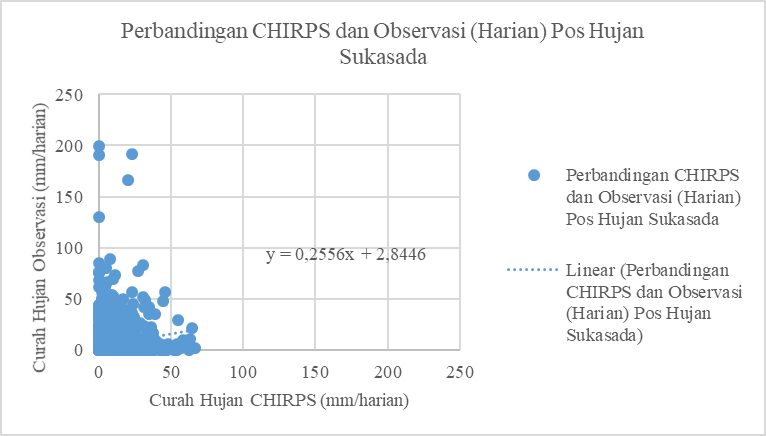 Perbandingan CHIRPS dan Observasi (Harian) Pos Hujan
Sukasada
Curah Hujan Observasi (mm/harian)
250
200
150
100
50
0
y = 0,2556x + 2,8446
0 50 100 150 200 250
Curah Hujan CHIRPS (mm/harian)
Perbandingan CHIRPS
dan Observasi (Harian)
Pos Hujan Sukasada
Linear (Perbandingan
CHIRPS dan Observasi
(Harian) Pos Hujan
Sukasada)